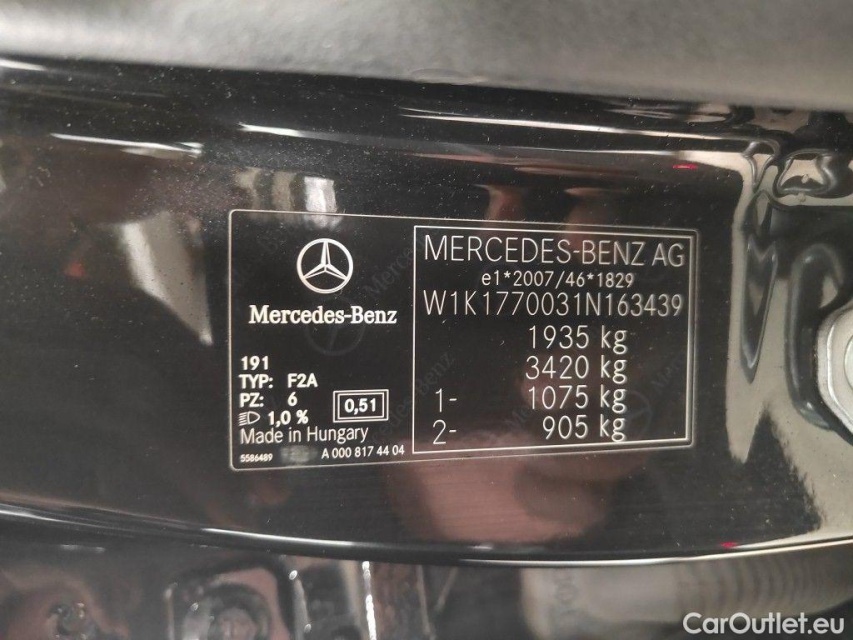 Mercedes-Benz
191
TYP: F2A
PZ: 6
1,0 %
0,51
Made in Hungary
5586489
A 000 817 44 04
MERCEDES-BENZ AG
e1*2007/46*1829
W1K1770031N163439
1935 kg
3420 kg
1- 1075 kg
2- 905 kg
CarOutlet.eu